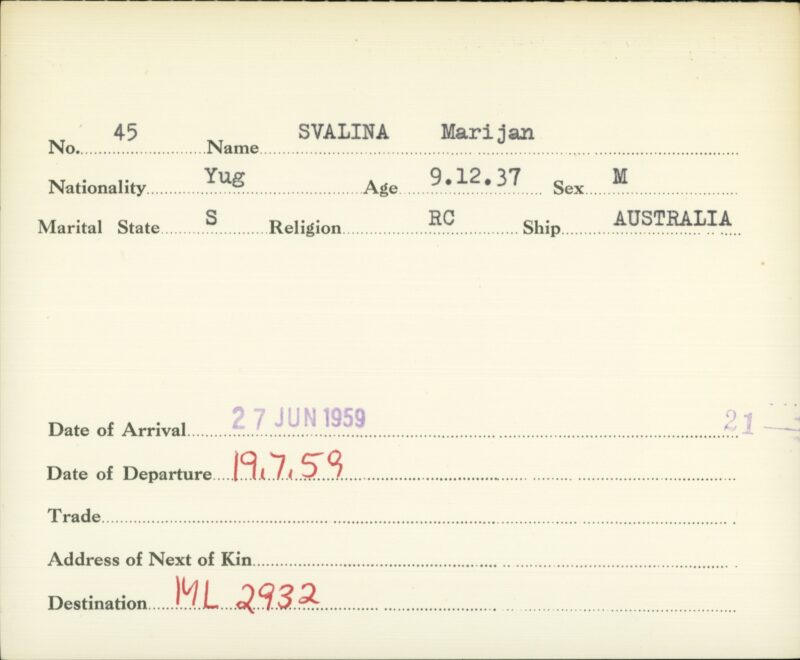 No. 45 Name SVALINA Marijan
Nationality Yug Age 9.12.37 Sex M
Marital State S Religion RC Ship AUSTRALIA
Date of Arrival 27 JUN 1959 21
Date of Departure 19.7.59
Trade
Address of Next of Kin
Destination ML 2932